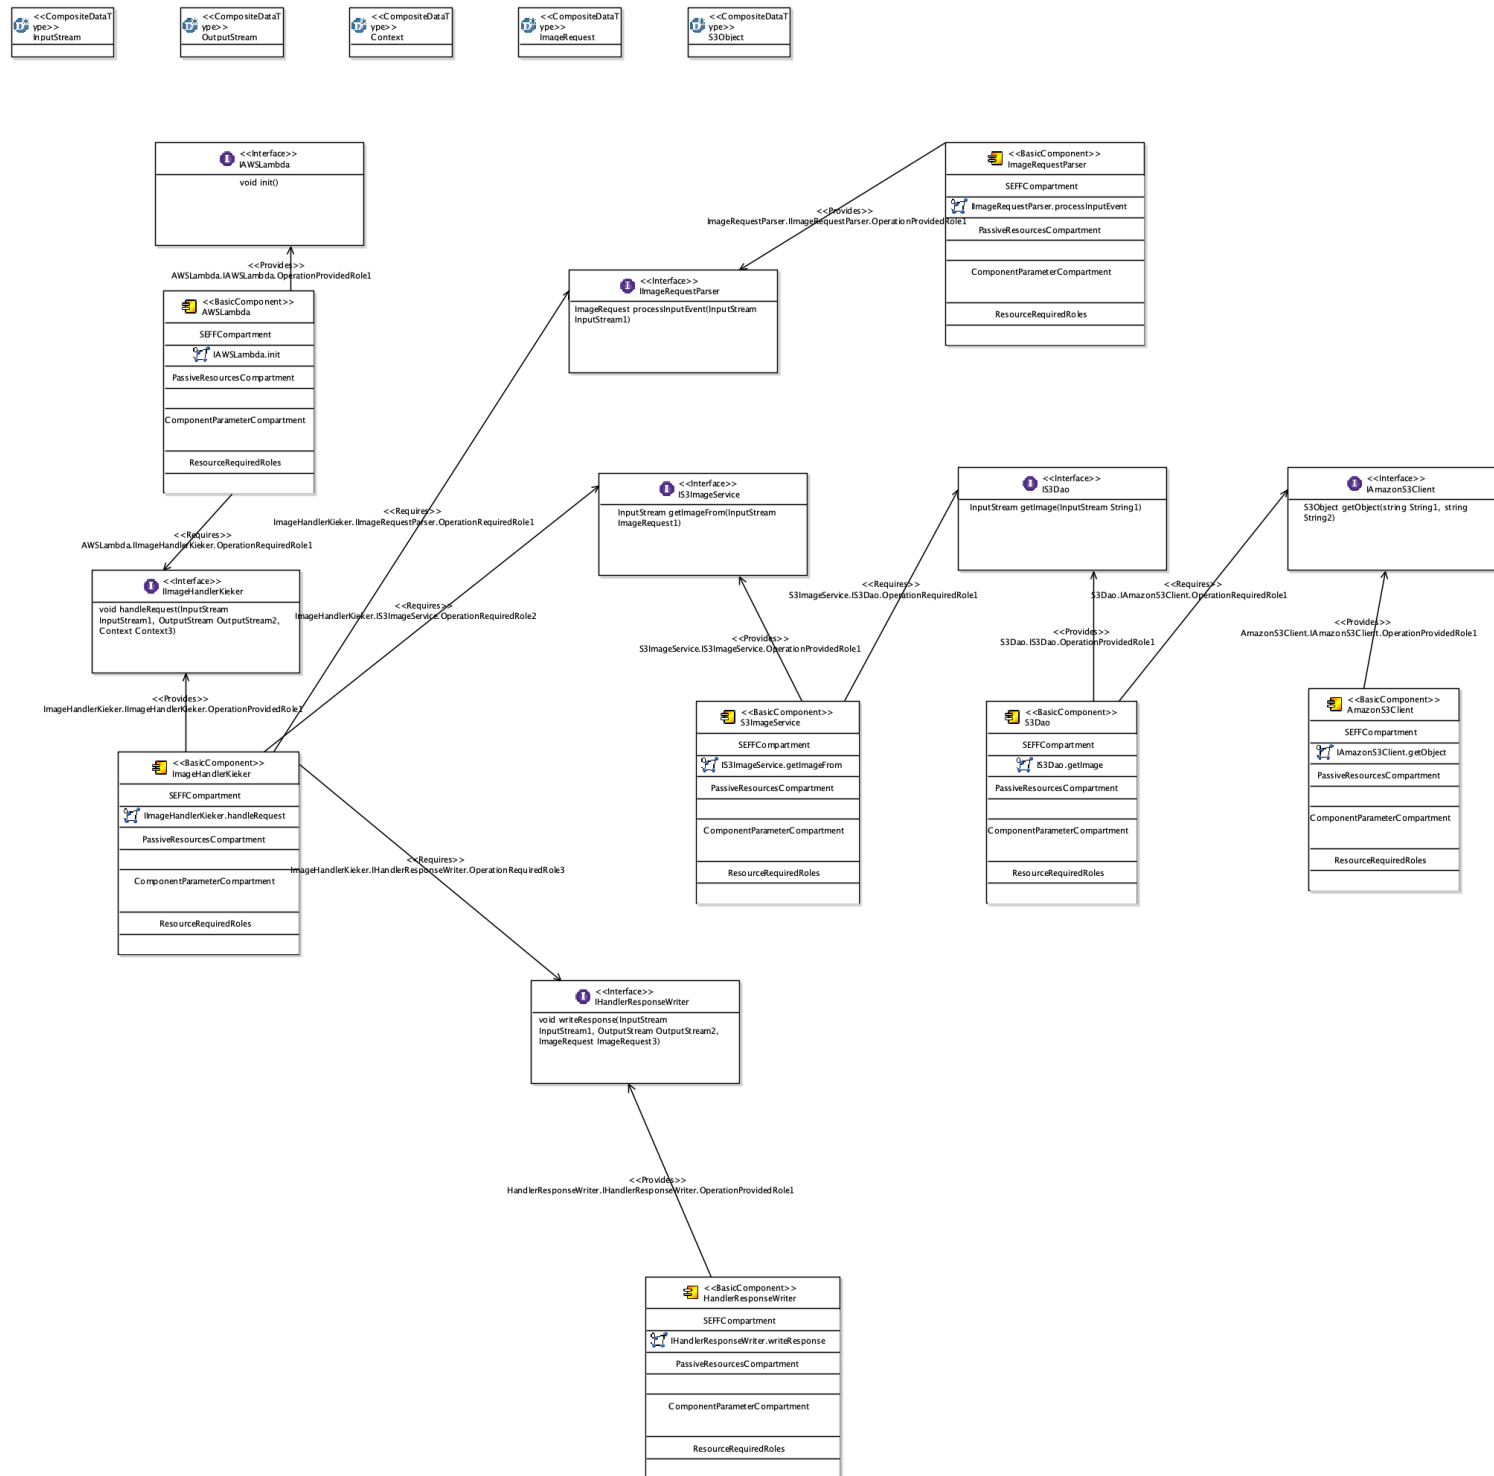 <<CompositeDataT
ype>>
InputStream
<<CompositeDataT
ype>>
OutputStream
<<CompositeDataT
ype>>
Context
<<CompositeDataT
ype>>
ImageRequest
<<CompositeDataT
ype>>
S3Object
<<Interface>>
IAWSLambda
void init()
<<Provides>>
AWSLambda.IAWSLambda.OperationProvidedRole1
<<BasicComponent>>
AWSLambda
SEFFCompartment
IAWSLambda.init
PassiveResourcesCompartment
ComponentParameterCompartment
ResourceRequiredRoles
<<BasicComponent>>
ImageRequestParser
SEFFCompartment
IImageRequestParser.processInputEvent
PassiveResourcesCompartment
ComponentParameterCompartment
ResourceRequiredRoles
<<Provides>>
ImageRequestParser.IImageRequestParser.OperationProvidedRole1
<<Interface>>
IImageRequestParser
ImageRequest processInputEvent(InputStream
InputStream1)
<<Requires>>
ImageHandlerKieker.IImageRequestParser.OperationRequiredRole1
<<Requires>>
AWSLambda.IImageHandlerKieker.OperationRequiredRole1
<<Interface>>
IS3ImageService
InputStream getImageFrom(InputStream
ImageRequest1)
<<Interface>>
IS3Dao
InputStream getImage(InputStream String1)
<<Interface>>
IAmazonS3Client
S3Object getObject(string String1, string
String2)
<<Interface>>
IImageHandlerKieker
void handleRequest(InputStream
InputStream1, OutputStream OutputStream2,
Context Context3)
<<Requires>>
ImageHandlerKieker.IS3ImageService.OperationRequiredRole2
<<Requires>>
S3ImageService.IS3Dao.OperationRequiredRole1
<<Requires>>
S3Dao.IAmazonS3Client.OperationRequiredRole1
<<Provides>>
S3ImageService.IS3ImageService.OperationProvidedRole1
<<Provides>>
S3Dao.IS3Dao.OperationProvidedRole1
<<Provides>>
AmazonS3Client.IAmazonS3Client.OperationProvidedRole1
<<Provides>>
ImageHandlerKieker.IImageHandlerKieker.OperationProvidedRole1
<<BasicComponent>>
ImageHandlerKieker
SEFFCompartment
IImageHandlerKieker.handleRequest
PassiveResourcesCompartment
ComponentParameterCompartment
ResourceRequiredRoles
<<BasicComponent>>
S3ImageService
SEFFCompartment
IS3ImageService.getImageFrom
PassiveResourcesCompartment
ComponentParameterCompartment
ResourceRequiredRoles
<<BasicComponent>>
S3Dao
SEFFCompartment
IS3Dao.getImage
PassiveResourcesCompartment
ComponentParameterCompartment
ResourceRequiredRoles
<<BasicComponent>>
AmazonS3Client
SEFFCompartment
IAmazonS3Client.getObject
PassiveResourcesCompartment
ComponentParameterCompartment
ResourceRequiredRoles
<<Requires>>
ImageHandlerKieker.IHandlerResponseWriter.OperationRequiredRole3
<<Interface>>
IHandlerResponseWriter
void writeResponse(InputStream
InputStream1, OutputStream OutputStream2,
ImageRequest ImageRequest3)
<<Provides>>
HandlerResponseWriter.IHandlerResponseWriter.OperationProvidedRole1
<<BasicComponent>>
HandlerResponseWriter
SEFFCompartment
IHandlerResponseWriter.writeResponse
PassiveResourcesCompartment
ComponentParameterCompartment
ResourceRequiredRoles